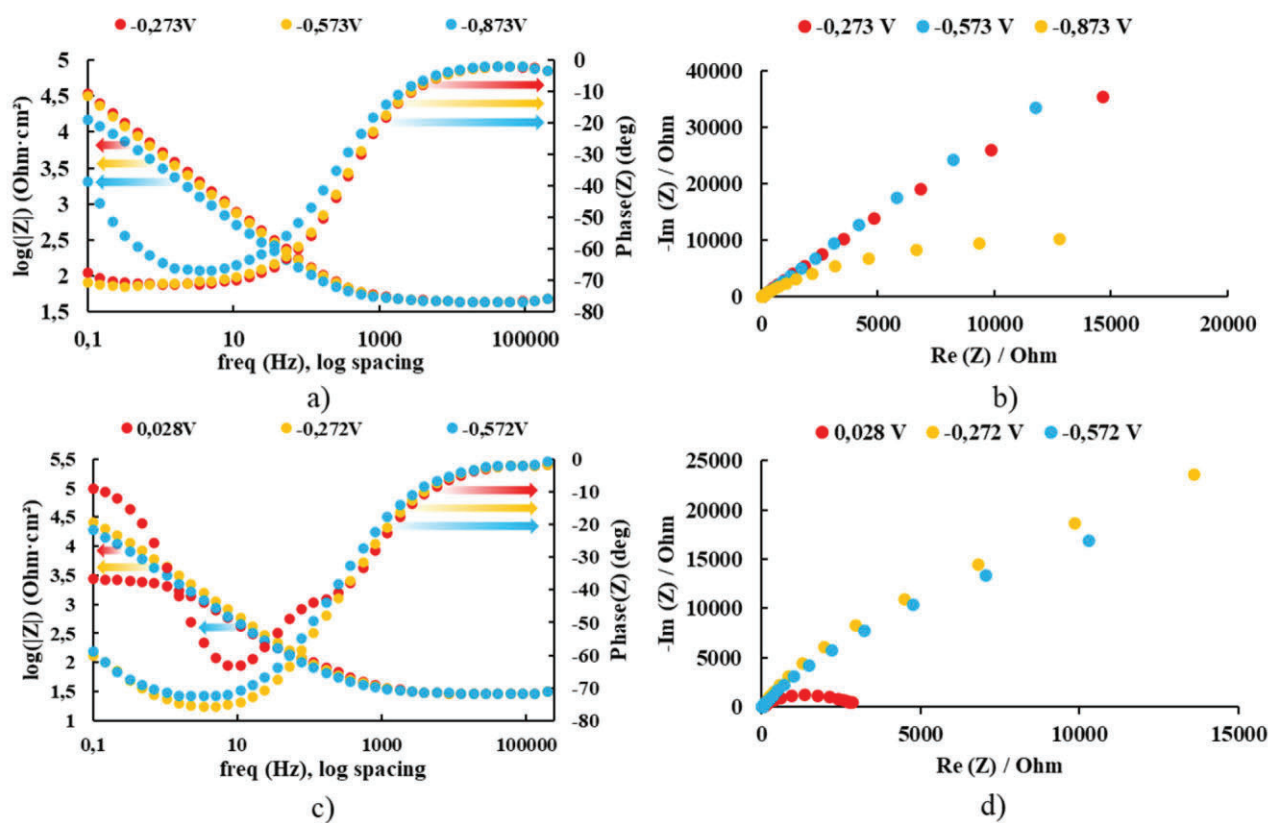 -0,273V -0,573V -0,873V
5
4,5
4
3,5
3
2,5
2
1,5
log(|Z|) (Ohm·cm²)
0
-10
-20
-30
-40
-50
-60
-70
-80
Phase(Z) (deg)
0,1 10 1000 100000
freq (Hz), log spacing
a)
-0,273 V -0,573 V -0,873 V
40000
30000
20000
10000
0
-Im (Z) / Ohm
0 5000 10000 15000 20000
Re (Z) / Ohm
b)
0,028V -0,272V -0,572V
5,5
5
4,5
4
3,5
3
2,5
2
1,5
1
log(|Z|) (Ohm·cm²)
0
-10
-20
-30
-40
-50
-60
-70
-80
Phase(Z) (deg)
0,1 10 1000 100000
freq (Hz), log spacing
c)
0,028 V -0,272 V -0,572 V
25000
20000
15000
10000
5000
0
-Im (Z) / Ohm
0 5000 10000 15000
Re (Z) / Ohm
d)